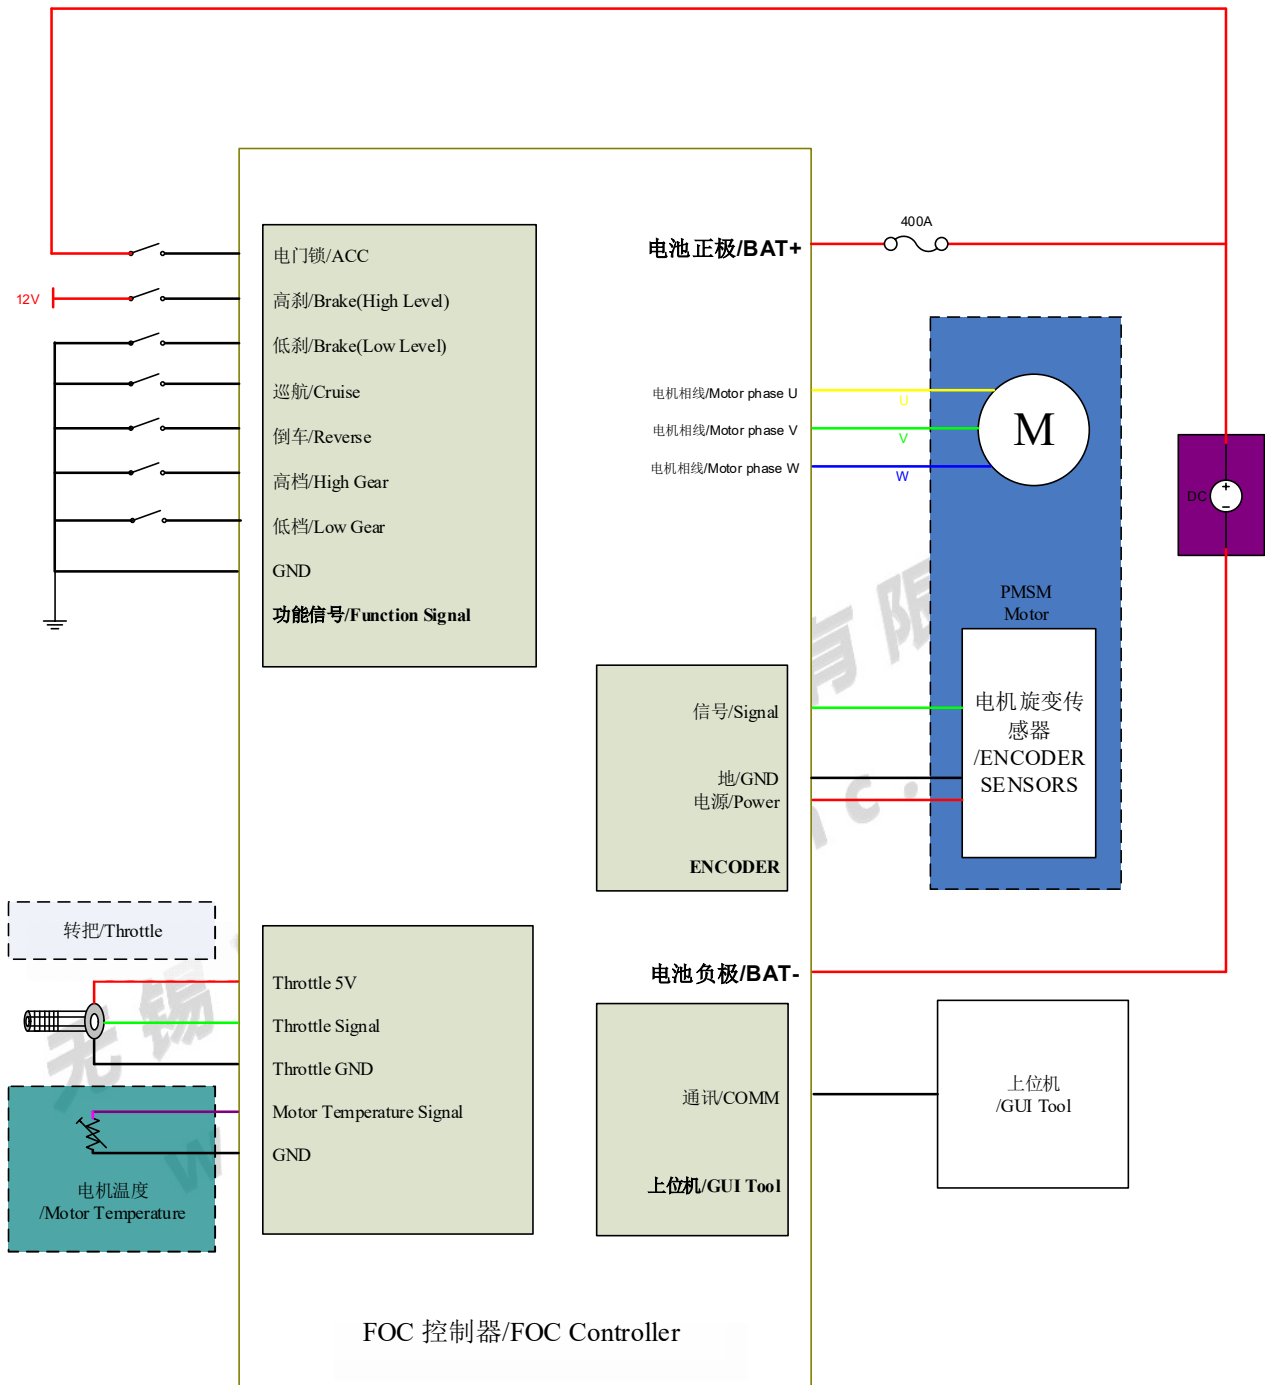 400A
电池正极/BAT+
电门锁/ACC
12V
高刹/Brake(High Level)
低刹/Brake(Low Level)
巡航/Cruise
倒车/Reverse
高档/High Gear
低档/Low Gear
GND
功能信号/Function Signal
电机相线/Motor phase U
U
电机相线/Motor phase V
V
电机相线/Motor phase W
W
M
DC
PMSM
Motor
信号/Signal
地/GND
电源/Power
ENCODER
电机旋变传
感器
/ENCODER
SENSORS
转把/Throttle
Throttle 5V
Throttle Signal
Throttle GND
Motor Temperature Signal
GND
电机温度
/Motor Temperature
电池负极/BAT-
通讯/COMM
上位机/GUI Tool
上位机
/GUI Tool
FOC 控制器/FOC Controller
无锡
有限